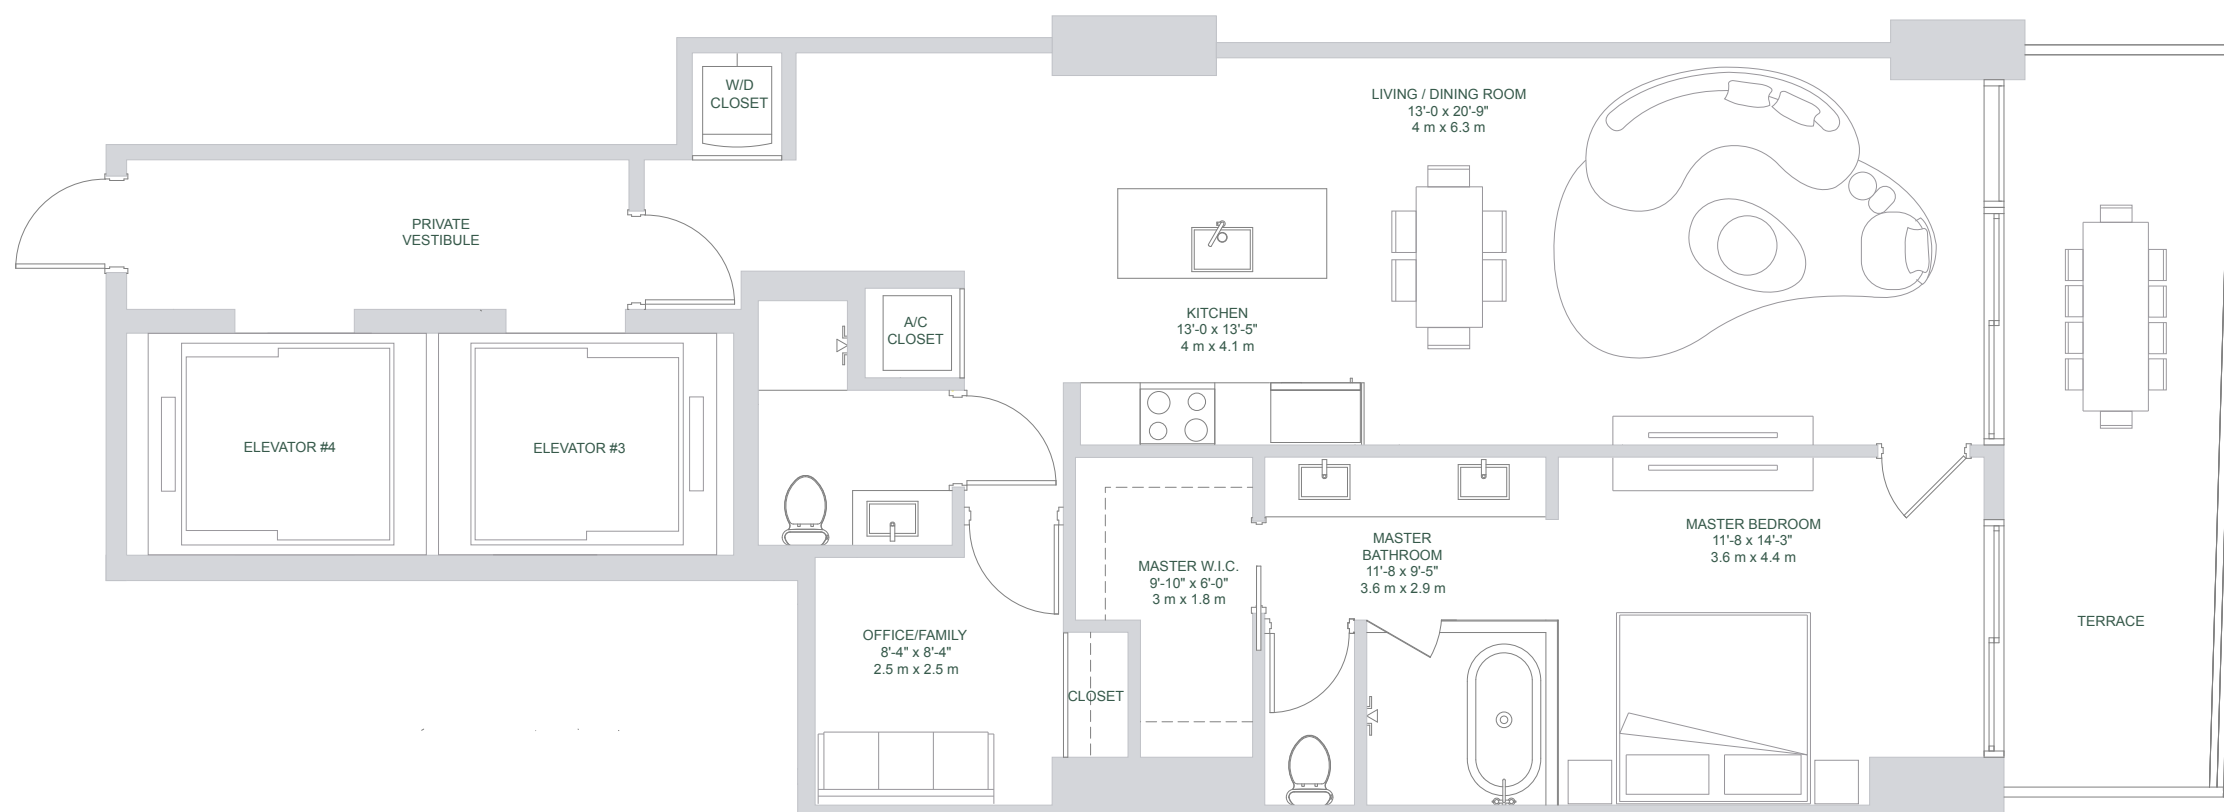 W/D
CLOSET
LIVING / DINING ROOM
13'-0 x 20'-9"
4 m x 6.3 m
PRIVATE
VESTIBULE
KITCHEN
13'-0 x 13'-5"
4 m x 4.1 m
A/C
CLOSET
ELEVATOR #4
ELEVATOR #3
MASTER BEDROOM
11'-8 x 14'-3"
3.6 m x 4.4 m
MASTER
BATHROOM
11'-8 x 9'-5"
3.6 m x 2.9 m
MASTER W.I.C.
9'-10" x 6'-0"
3 m x 1.8 m
TERRACE
OFFICE/FAMILY
8'-4" x 8'-4"
2.5 m x 2.5 m
CLOSET